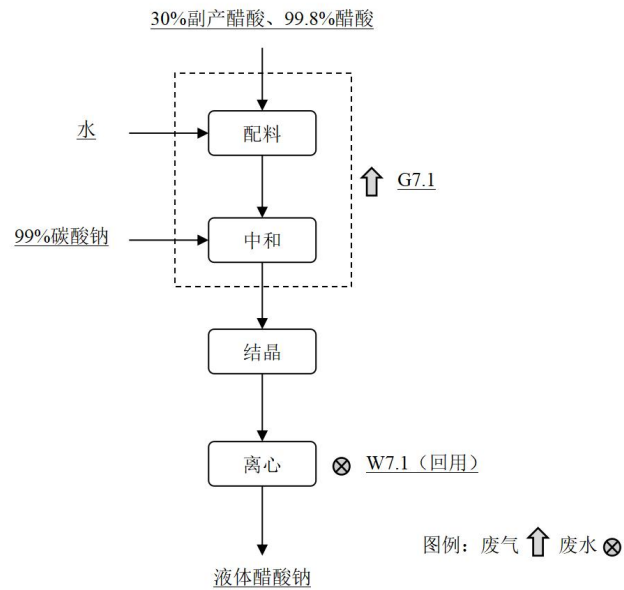 30%副产醋酸、99.8%醋酸
水
配料
G7.1
99%碳酸钠
中和
结晶
离心
W7.1（回用）
图例：废气 废水
液体醋酸钠